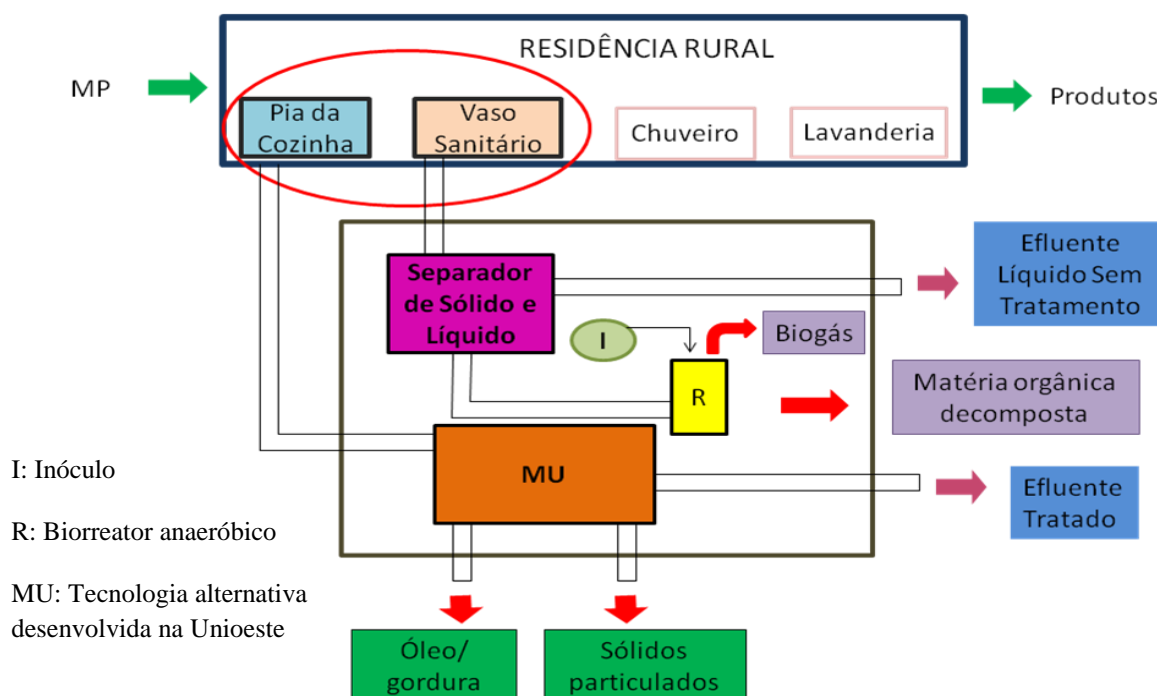 RESIDÊNCIA RURAL
MP
Produtos
Pia da
Cozinha
Vaso
Sanitário
Chuveiro
Lavanderia
Separador
de Sólido e
Líquido
Efluente
Líquido Sem
Tratamento
I
Biogás
R
Matéria orgânica
decomposta
MU
Efluente
Tratado
I: Inóculo
R: Biorreator anaeróbico
MU: Tecnologia alternativa
desenvolvida na Unioeste
Óleo/
gordura
Sólidos
particulados